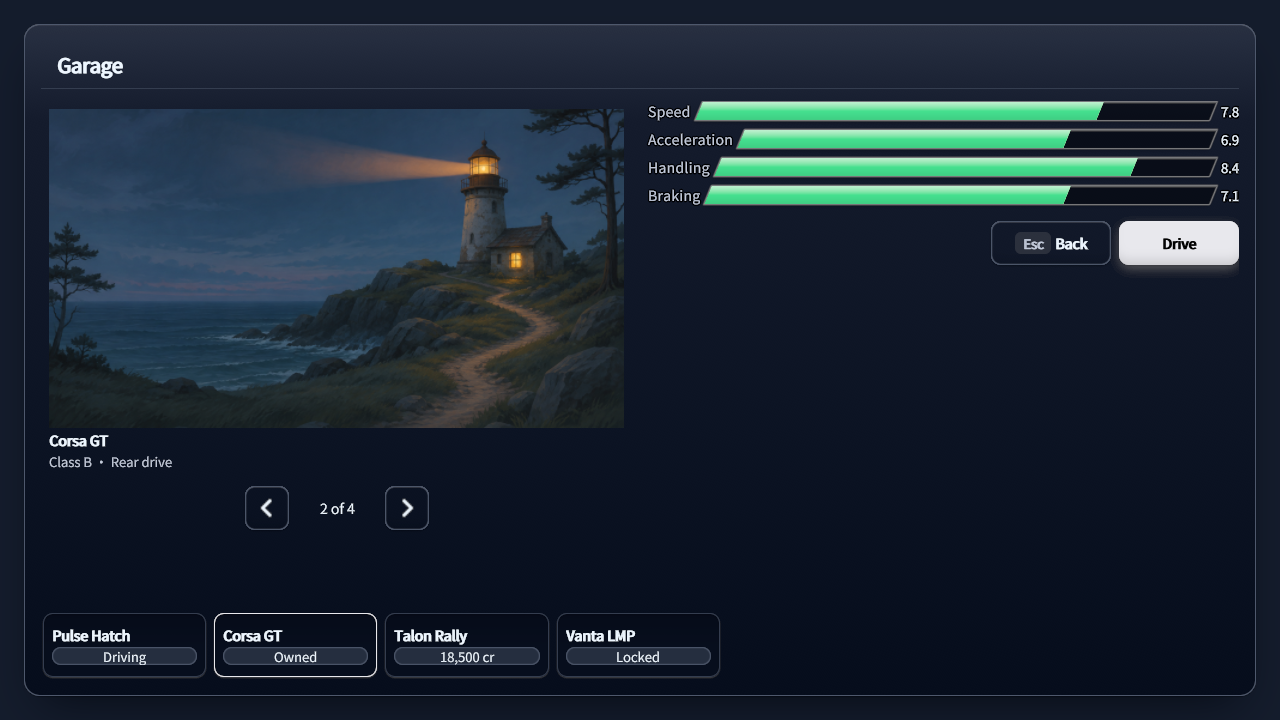 Garage
Speed 7.8
Acceleration 6.9
Handling 8.4
Braking 7.1
Esc Back
Drive
Corsa GT
Class B • Rear drive
2 of 4
Pulse Hatch
Driving
Corsa GT
Owned
Talon Rally
18,500 cr
Vanta LMP
Locked